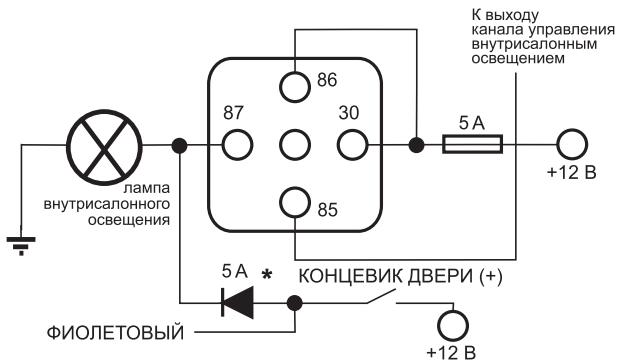 К выходу
канала управления
внутрисалонным
освещением
86
87
30
5 А
+12 В
лампа
внутрисалонного
освещения
85
5 А *
КОНЦЕВИК ДВЕРИ (+)
ФИОЛЕТОВЫЙ
+12 В